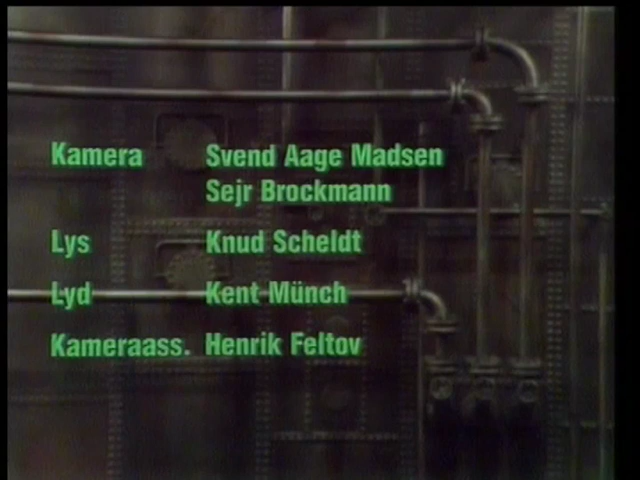 Kamera Svend Aage Madsen
Sejr Brockmann
Lys Knud Scheldt
Lyd Kent Münch
Kameraass. Henrik Feltov